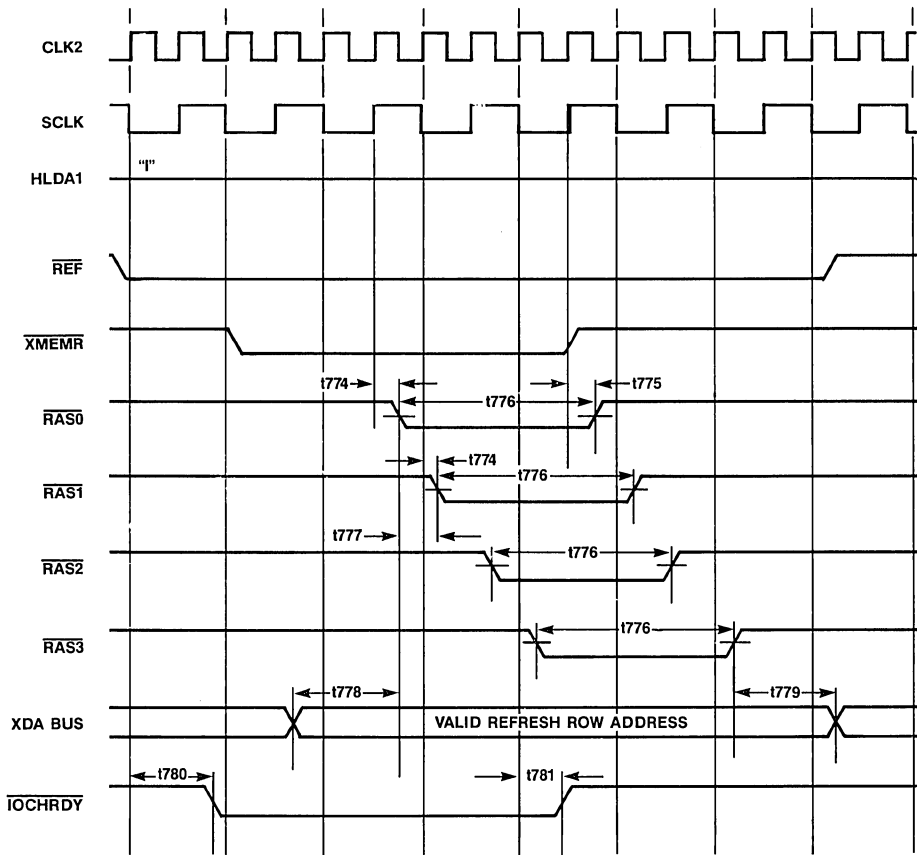 CLK2
SCLK
"I"
HLDA1
REF
XMEMR
t774
t775
t776
RAS0
t774
t776
RAS1
t777
t776
RAS2
t776
RAS3
t778
t779
XDA BUS
VALID REFRESH ROW ADDRESS
t780
t781
IOCHRDY